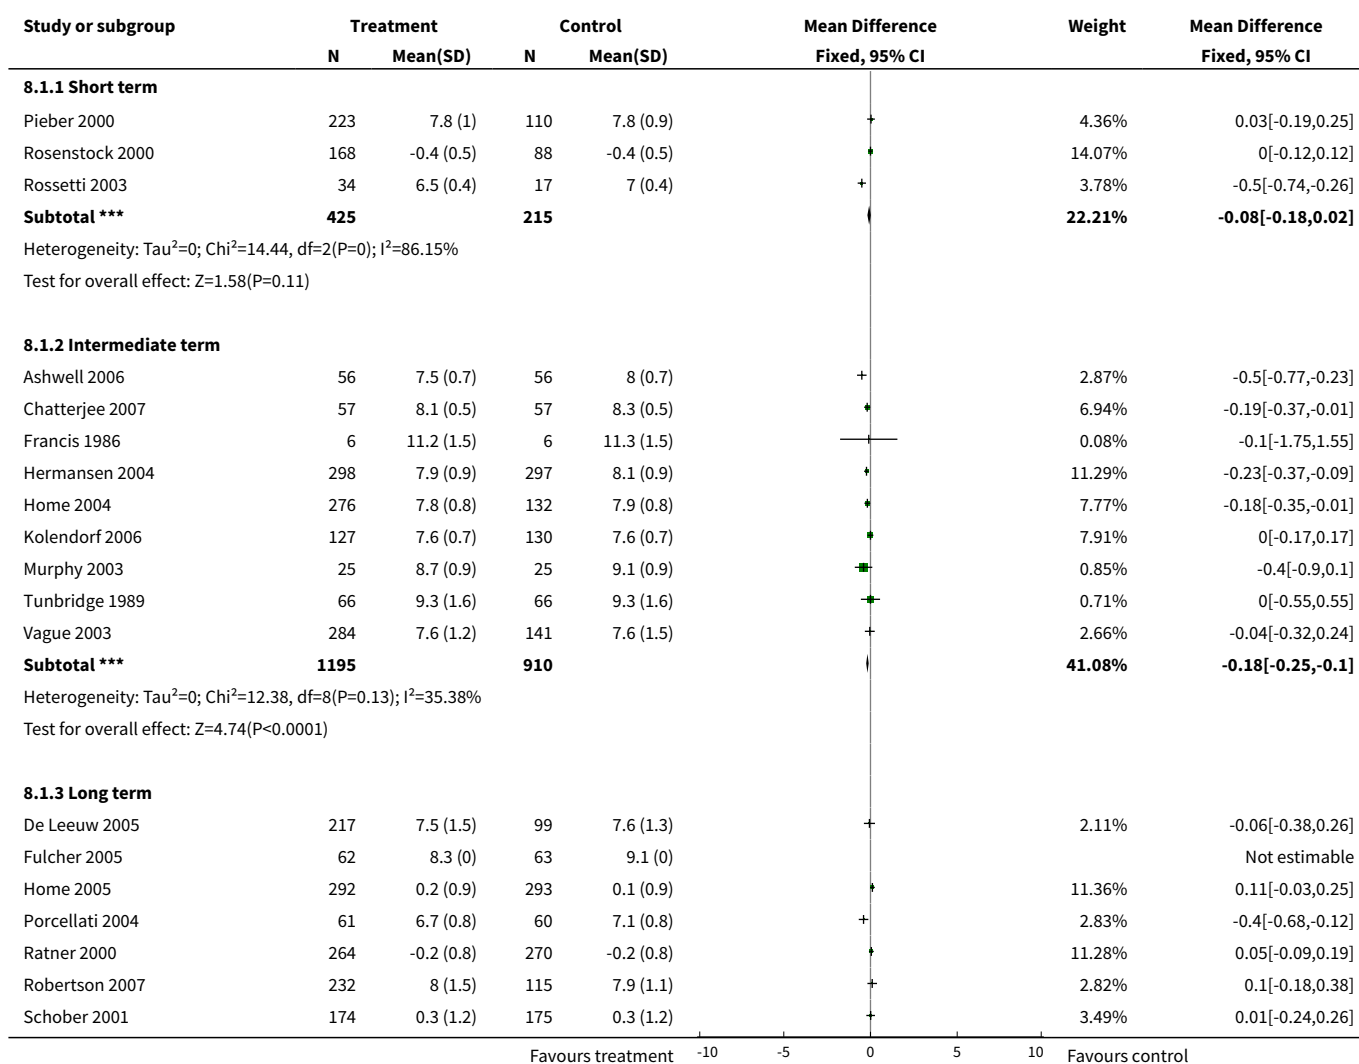 Study or subgroup Treatment Control Mean Difference Weight Mean Difference
N Mean(SD) N Mean(SD) Fixed, 95% CI Fixed, 95% CI
8.1.1 Short term
Pieber 2000 223 7.8 (1) 110 7.8 (0.9) 4.36% 0.03[-0.19,0.25]
Rosenstock 2000 168 -0.4 (0.5) 88 -0.4 (0.5) 14.07% 0[-0.12,0.12]
Rossetti 2003 34 6.5 (0.4) 17 7 (0.4) 3.78% -0.5[-0.74,-0.26]
Subtotal *** 425 215 22.21% -0.08[-0.18,0.02]
Heterogeneity: Tau²=0; Chi²=14.44, df=2(P=0); I²=86.15%
Test for overall effect: Z=1.58(P=0.11)
8.1.2 Intermediate term
Ashwell 2006 56 7.5 (0.7) 56 8 (0.7) 2.87% -0.5[-0.77,-0.23]
Chatterjee 2007 57 8.1 (0.5) 57 8.3 (0.5) 6.94% -0.19[-0.37,-0.01]
Francis 1986 6 11.2 (1.5) 6 11.3 (1.5) 0.08% -0.1[-1.75,1.55]
Hermansen 2004 298 7.9 (0.9) 297 8.1 (0.9) 11.29% -0.23[-0.37,-0.09]
Home 2004 276 7.8 (0.8) 132 7.9 (0.8) 7.77% -0.18[-0.35,-0.01]
Kolendorf 2006 127 7.6 (0.7) 130 7.6 (0.7) 7.91% 0[-0.17,0.17]
Murphy 2003 25 8.7 (0.9) 25 9.1 (0.9) 0.85% -0.4[-0.9,0.1]
Tunbridge 1989 66 9.3 (1.6) 66 9.3 (1.6) 0.71% 0[-0.55,0.55]
Vague 2003 284 7.6 (1.2) 141 7.6 (1.5) 2.66% -0.04[-0.32,0.24]
Subtotal *** 1195 910 41.08% -0.18[-0.25,-0.1]
Heterogeneity: Tau²=0; Chi²=12.38, df=8(P=0.13); I²=35.38%
Test for overall effect: Z=4.74(P<0.0001)
8.1.3 Long term
De Leeuw 2005 217 7.5 (1.5) 99 7.6 (1.3) 2.11% -0.06[-0.38,0.26]
Fulcher 2005 62 8.3 (0) 63 9.1 (0) Not estimable
Home 2005 292 0.2 (0.9) 293 0.1 (0.9) 11.36% 0.11[-0.03,0.25]
Porcellati 2004 61 6.7 (0.8) 60 7.1 (0.8) 2.83% -0.4[-0.68,-0.12]
Ratner 2000 264 -0.2 (0.8) 270 -0.2 (0.8) 11.28% 0.05[-0.09,0.19]
Robertson 2007 232 8 (1.5) 115 7.9 (1.1) 2.82% 0.1[-0.18,0.38]
Schober 2001 174 0.3 (1.2) 175 0.3 (1.2) 3.49% 0.01[-0.24,0.26]
Favours treatment -10 -5 0 5 10 Favours control